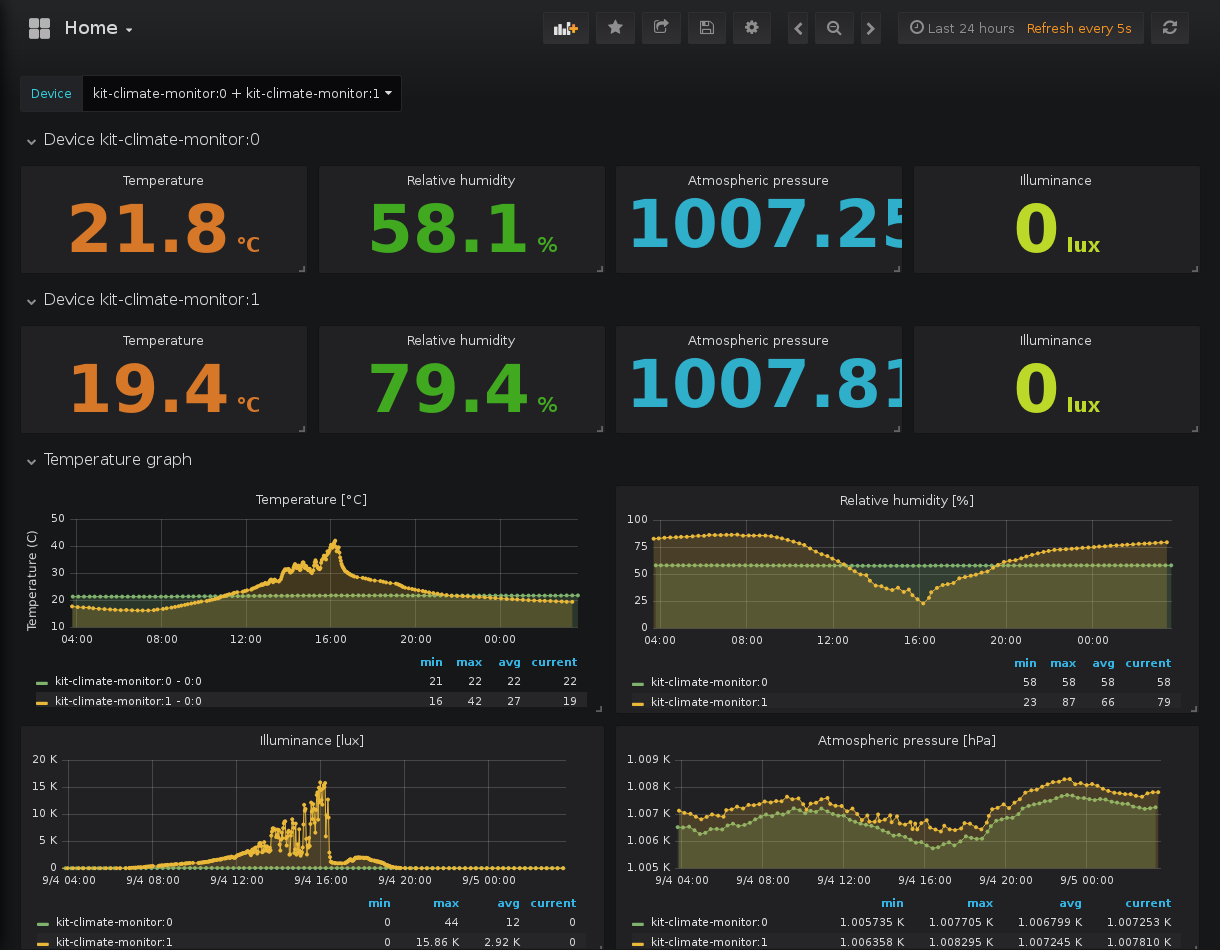 Home
Last 24 hours Refresh every 5s
Device kit-climate-monitor:0 + kit-climate-monitor:1
Device kit-climate-monitor:0
Temperature Relative humidity Atmospheric pressure Illuminance
21.8 °C 58.1 % 1007.25 0 lux
Device kit-climate-monitor:1
Temperature Relative humidity Atmospheric pressure Illuminance
19.4 °C 79.4 % 1007.81 0 lux
Temperature graph
Temperature [°C]
Temperature (C)
50
40
30
20
10
04:00 08:00 12:00 16:00 20:00 00:00
min max avg current
kit-climate-monitor:0 - 0:0 21 22 22 22
kit-climate-monitor:1 - 0:0 16 42 27 19
Relative humidity [%]
100
75
50
25
0
04:00 08:00 12:00 16:00 20:00 00:00
min max avg current
kit-climate-monitor:0 58 58 58 58
kit-climate-monitor:1 23 87 66 79
Illuminance [lux]
20 K
15 K
10 K
5 K
0
9/4 04:00 9/4 08:00 9/4 12:00 9/4 16:00 9/4 20:00 9/5 00:00
min max avg current
kit-climate-monitor:0 0 44 12 0
kit-climate-monitor:1 0 15.86 K 2.92 K 0
Atmospheric pressure [hPa]
1.009 K
1.008 K
1.007 K
1.006 K
1.005 K
9/4 04:00 9/4 08:00 9/4 12:00 9/4 16:00 9/4 20:00 9/5 00:00
min max avg current
kit-climate-monitor:0 1.005735 K 1.007705 K 1.006799 K 1.007253 K
kit-climate-monitor:1 1.006358 K 1.008295 K 1.007245 K 1.007810 K